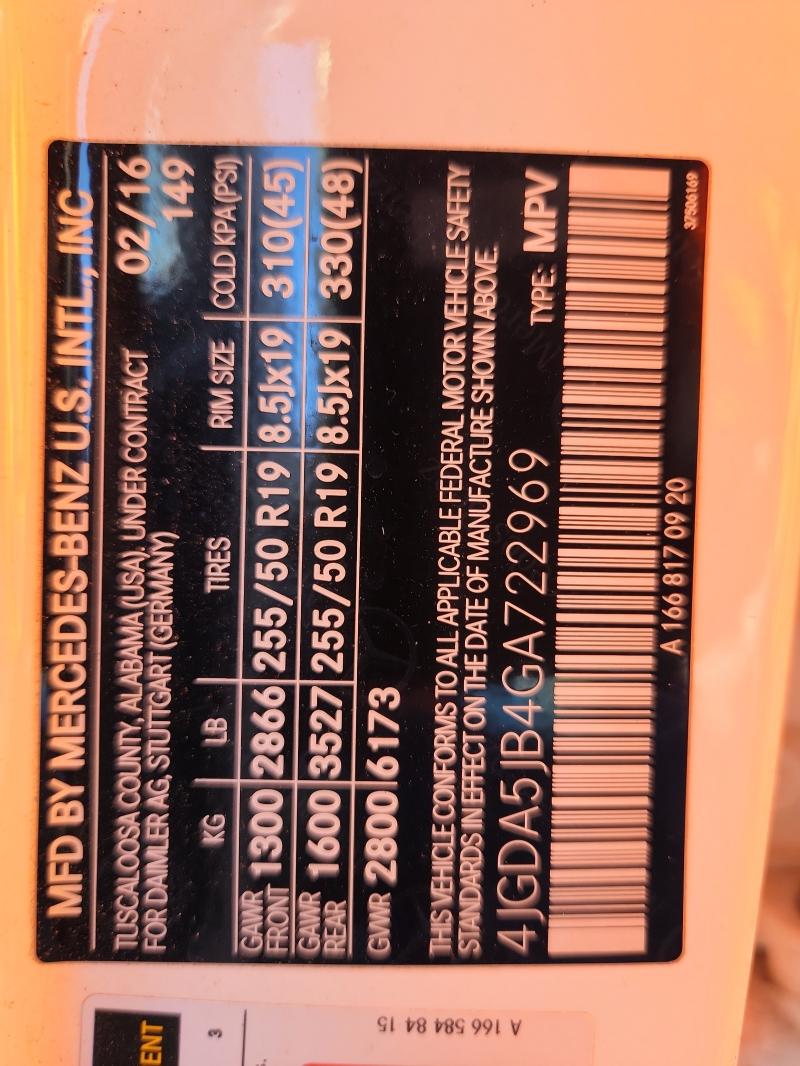 MFD BY MERCEDES-BENZ U.S. INTL., INC
TUSCALOOSA COUNTY, ALABAMA (USA), UNDER CONTRACT 02/16
FOR DAIMLER AG, STUTTGART (GERMANY) 149
KG LB TIRES RIM SIZE COLD KPA (PSI)
GAWR FRONT 1300 2866 255/50 R19 8.5Jx19 310(45)
GAWR REAR 1600 3527 255/50 R19 8.5Jx19 330(48)
GVWR 2800 6173
THIS VEHICLE CONFORMS TO ALL APPLICABLE FEDERAL MOTOR VEHICLE SAFETY
STANDARDS IN EFFECT ON THE DATE OF MANUFACTURE SHOWN ABOVE.
4JGDA5JB4GA722969 TYPE: MPV
A 166 817 09 20
37506169
ENT
3
A 166 584 84 15